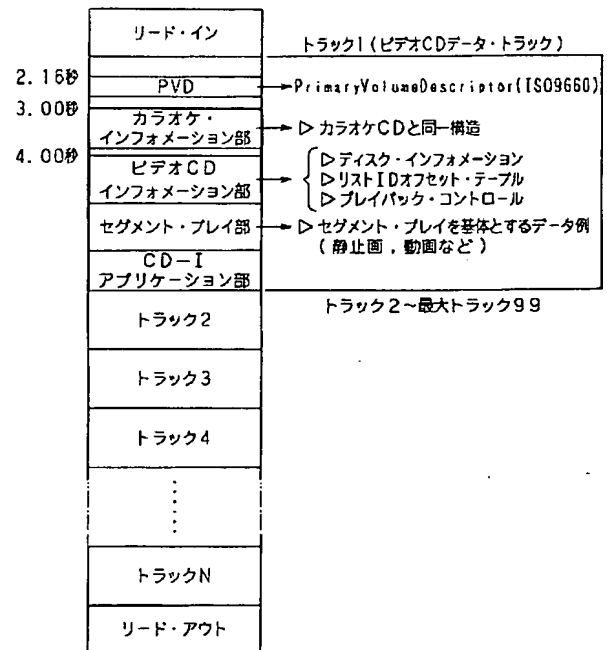 リード・イン
トラック1(ビデオCDデータ・トラック)
2.16秒
PVD
PrimaryVolumeDescriptor(ISO9660)
3.00秒
カラオケ・
インフォメーション部
▷カラオケCDと同一構造
4.00秒
ビデオCD
インフォメーション部
▷ディスク・インフォメーション
▷リストIDオフセット・テーブル
▷プレイバック・コントロール
セグメント・プレイ部
▷セグメント・プレイを基体とするデータ例
(静止画,動画など)
CD-I
アプリケーション部
トラック2~最大トラック99
トラック2
トラック3
トラック4
トラックN
リード・アウト